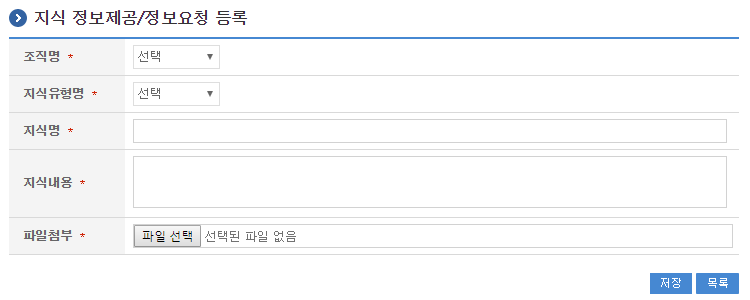 지식 정보제공/정보요청 등록
조직명 * 선택
지식유형명 * 선택
지식명 *
지식내용 *
파일첨부 * 파일 선택 선택된 파일 없음
저장 목록